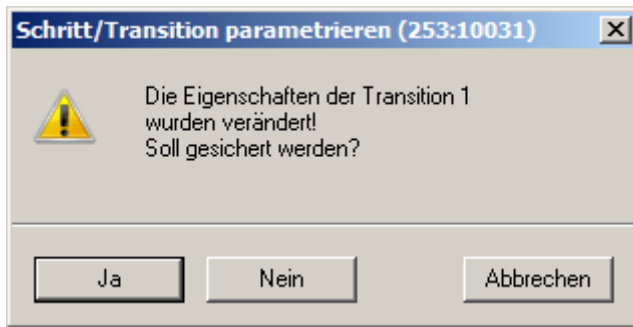 Schritt/Transition parametrieren (253:10031)
Die Eigenschaften der Transition 1
wurden verändert!
Soll gesichert werden?
Ja
Nein
Abbrechen